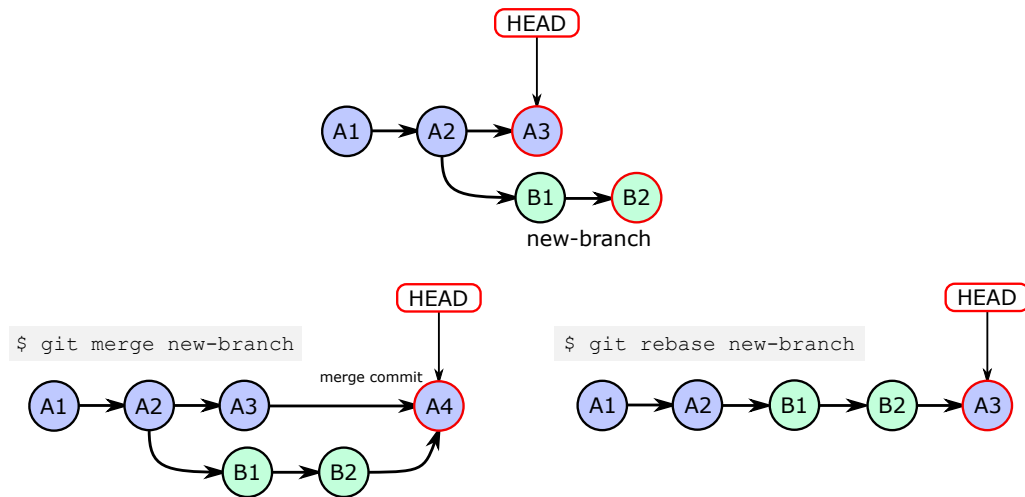 HEAD
A1
A2
A3
B1
B2
new-branch
HEAD
$ git merge new-branch
merge commit
A1
A2
A3
A4
B1
B2
HEAD
$ git rebase new-branch
A1
A2
B1
B2
A3